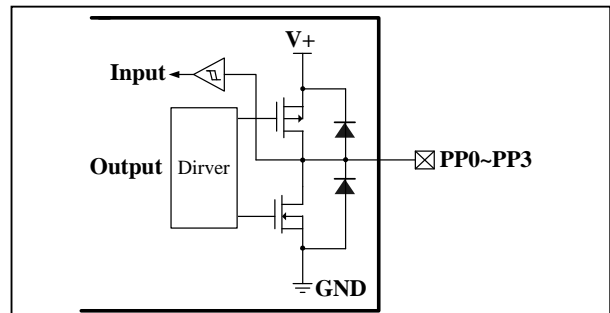 V+
Input
Output
Dirver
PP0~PP3
GND